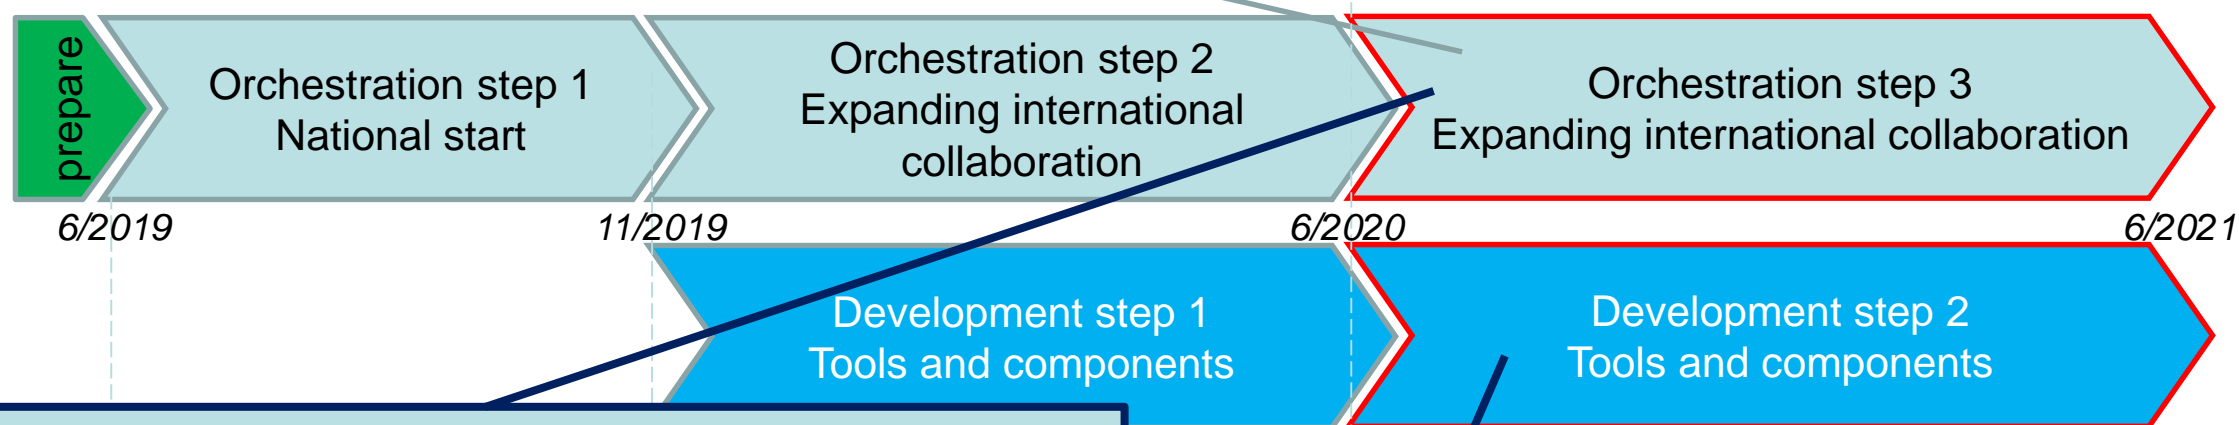 prepare
Orchestration step 1
National start
Orchestration step 2
Expanding international
collaboration
Orchestration step 3
Expanding international collaboration
6/2019
11/2019
6/2020
6/2021
Development step 1
Tools and components
Development step 2
Tools and components